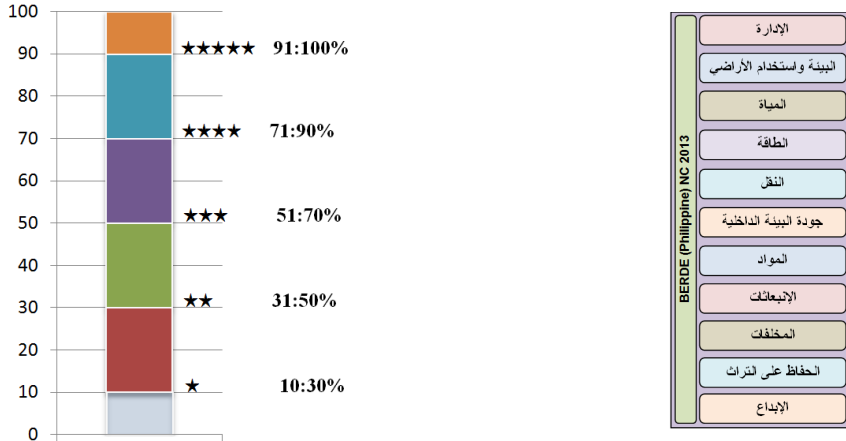 100
90
80
70
60
50
40
30
20
10
0
★★★★★ 91:100%
★★★★ 71:90%
★★★ 51:70%
★★ 31:50%
★ 10:30%
BERDE (Philippine) NC 2013
الإدارة
البيئة واستخدام الأراضي
المياة
الطاقة
النقل
جودة البيئة الداخلية
المواد
الإنبعاثات
المخلفات
الحفاظ على التراث
الإبداع